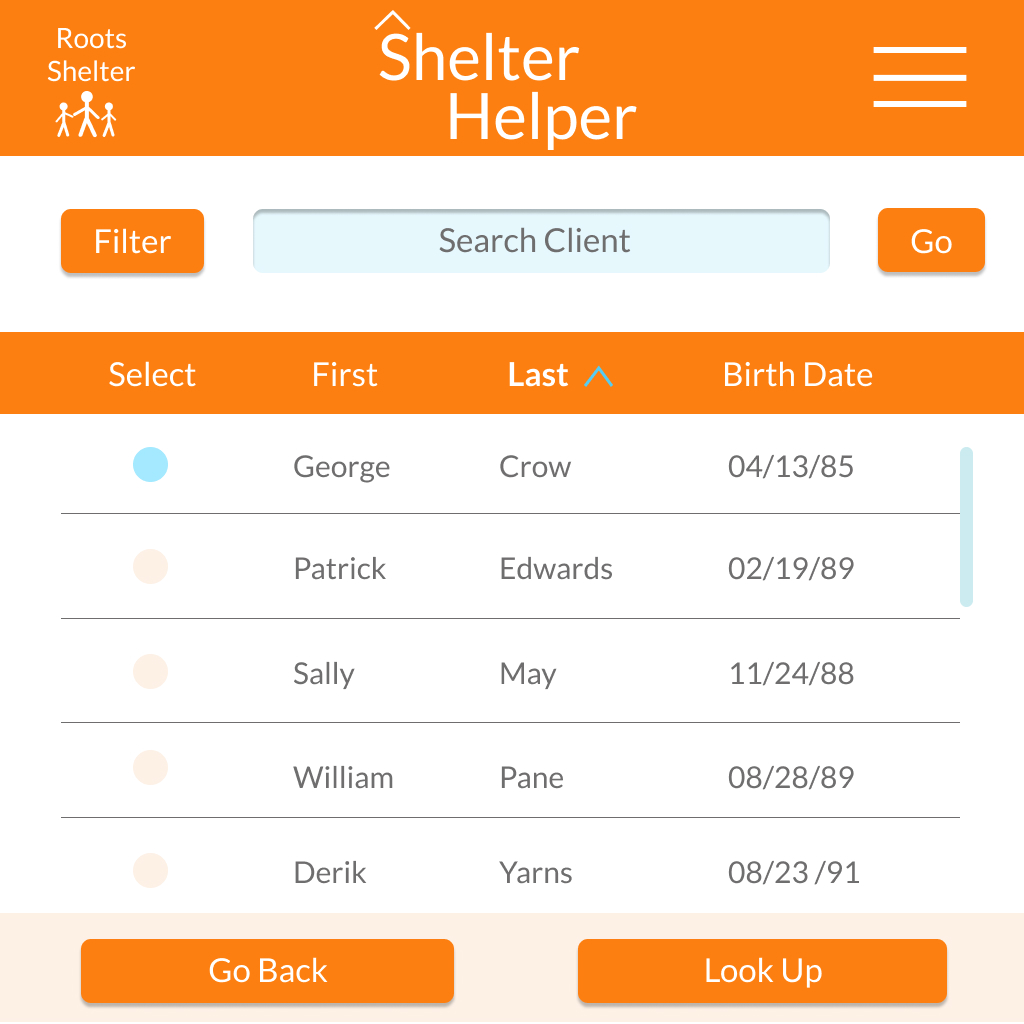 Roots
Shelter
Shelter
Helper
Filter
Search Client
Go
Select First Last Birth Date
George Crow 04/13/85
Patrick Edwards 02/19/89
Sally May 11/24/88
William Pane 08/28/89
Derik Yarns 08/23 /91
Go Back
Look Up